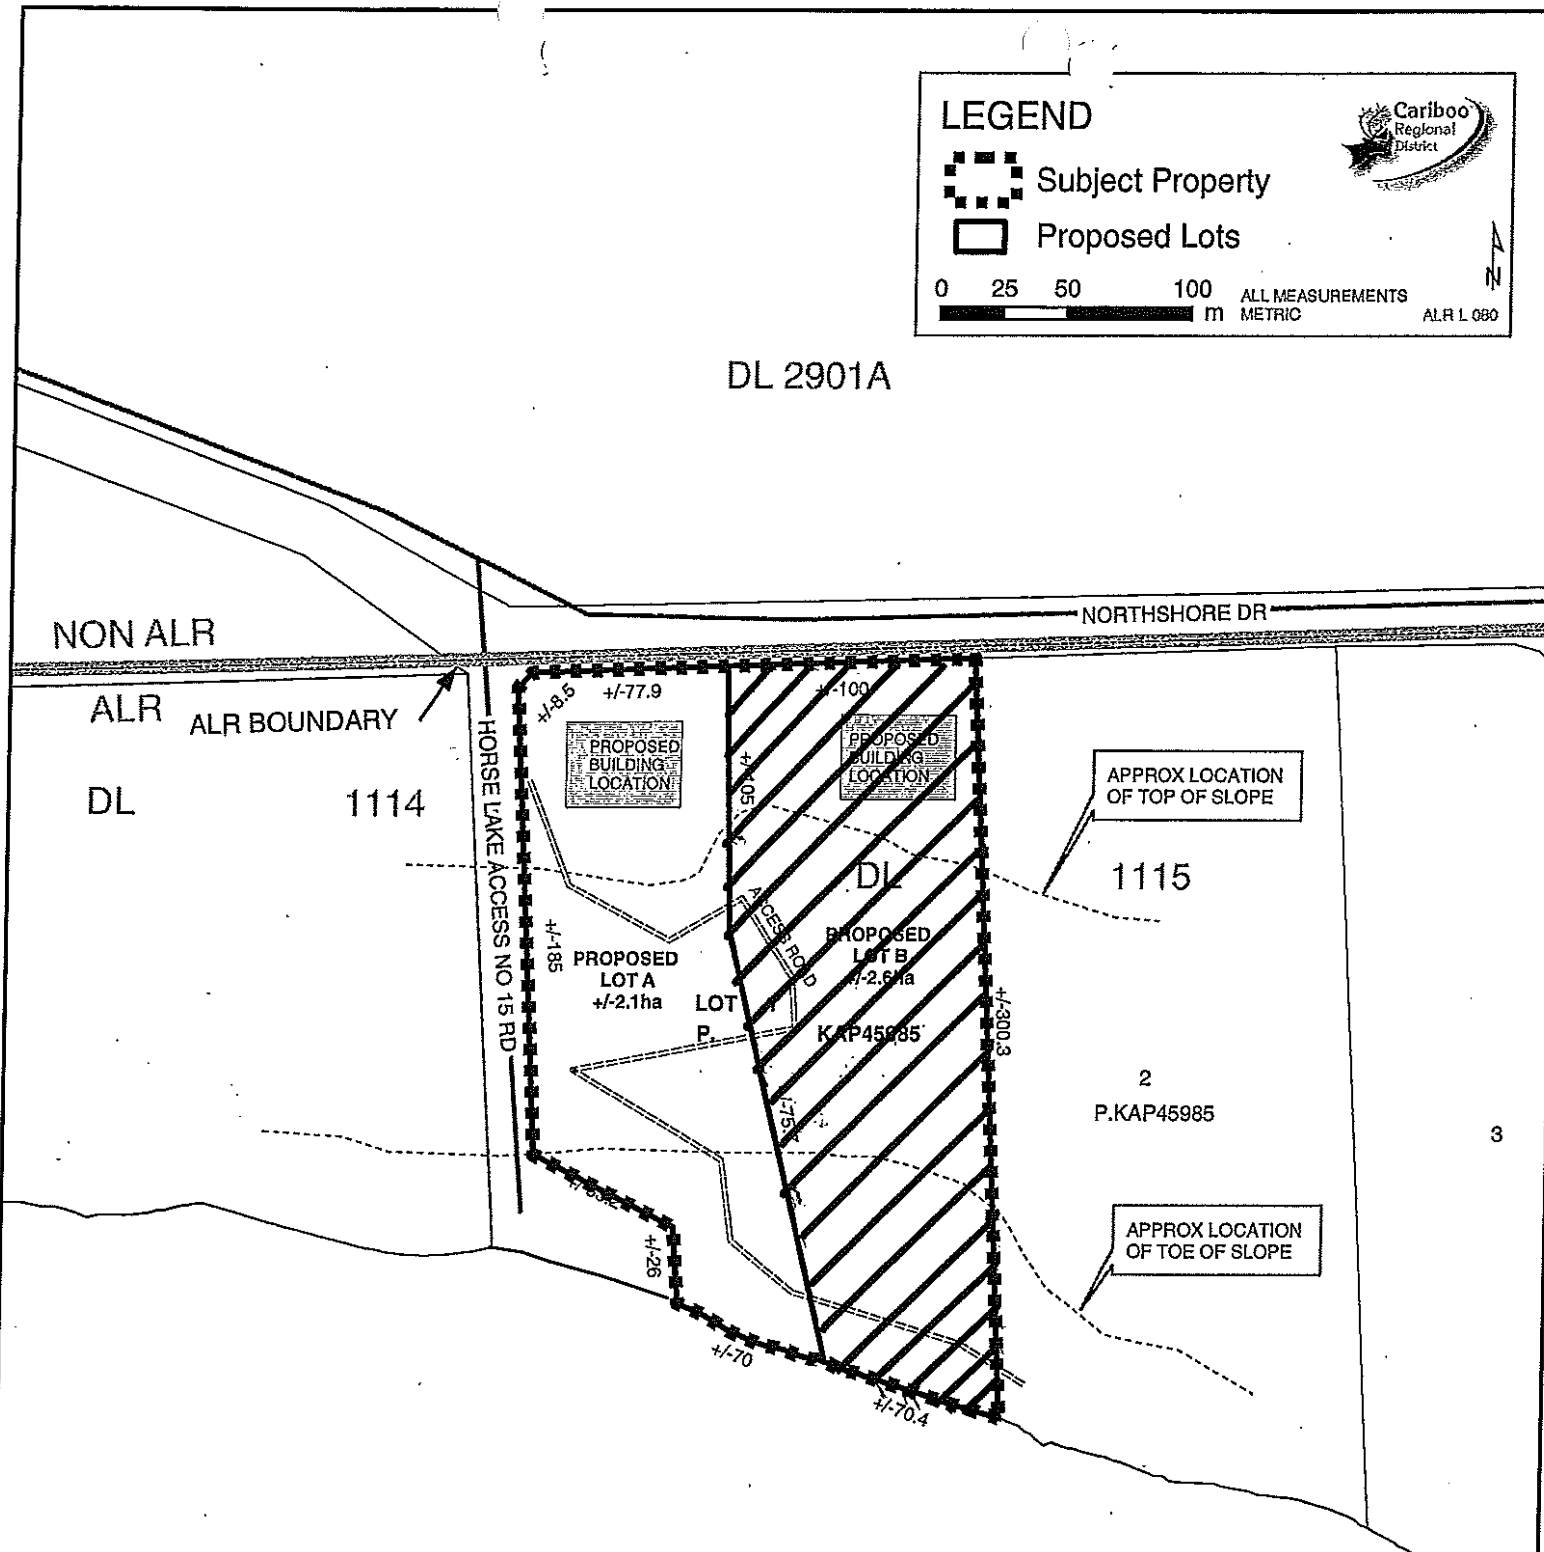 LEGEND
Cariboo
Regional
District
Subject Property
Proposed Lots
0 25 50 100
m
ALL MEASUREMENTS
METRIC
N
ALR L 080
DL 2901A
NORTHSHORE DR
NON ALR
ALR
ALR BOUNDARY
DL 1114
HORSE LAKE ACCESS NO 15 RD
+/-8.5
+/-77.9
+/-100
PROPOSED
BUILDING
LOCATION
PROPOSED
BUILDING
LOCATION
+/-105
APPROX LOCATION
OF TOP OF SLOPE
DL 1115
ACCESS ROAD
+/-185
PROPOSED
LOT A
+/-2.1ha
PROPOSED
LOT B
+/-2.6ha
LOT
P. KAP45985
+/-300.3
2
P.KAP45985
3
+/-26
APPROX LOCATION
OF TOE OF SLOPE
+/-70
+/-70.4